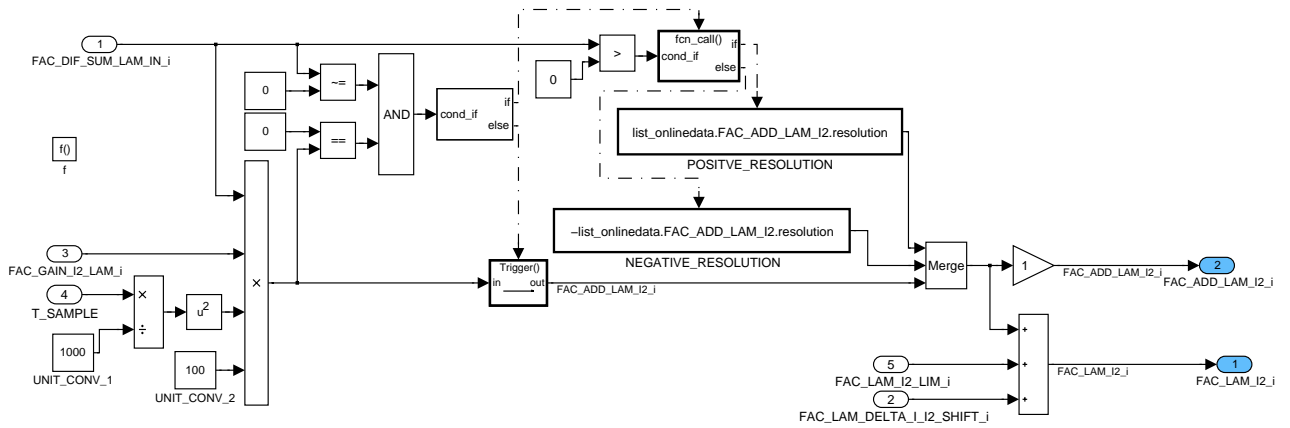 1
FAC_DIF_SUM_LAM_IN_i
0
~=
0
==
AND
cond_if
if
else
0
>
fcn_call()
cond_if
if
else
list_onlinedata.FAC_ADD_LAM_I2.resolution
POSITVE_RESOLUTION
f()
f
−list_onlinedata.FAC_ADD_LAM_I2.resolution
NEGATIVE_RESOLUTION
3
FAC_GAIN_I2_LAM_i
4
T_SAMPLE
×
÷
1000
UNIT_CONV_1
u²
100
UNIT_CONV_2
×
Trigger()
in
out
FAC_ADD_LAM_I2_i
Merge
1
FAC_ADD_LAM_I2_i
2
FAC_ADD_LAM_I2_i
5
FAC_LAM_I2_LIM_i
2
FAC_LAM_DELTA_I_I2_SHIFT_i
+
+
+
FAC_LAM_I2_i
1
FAC_LAM_I2_i